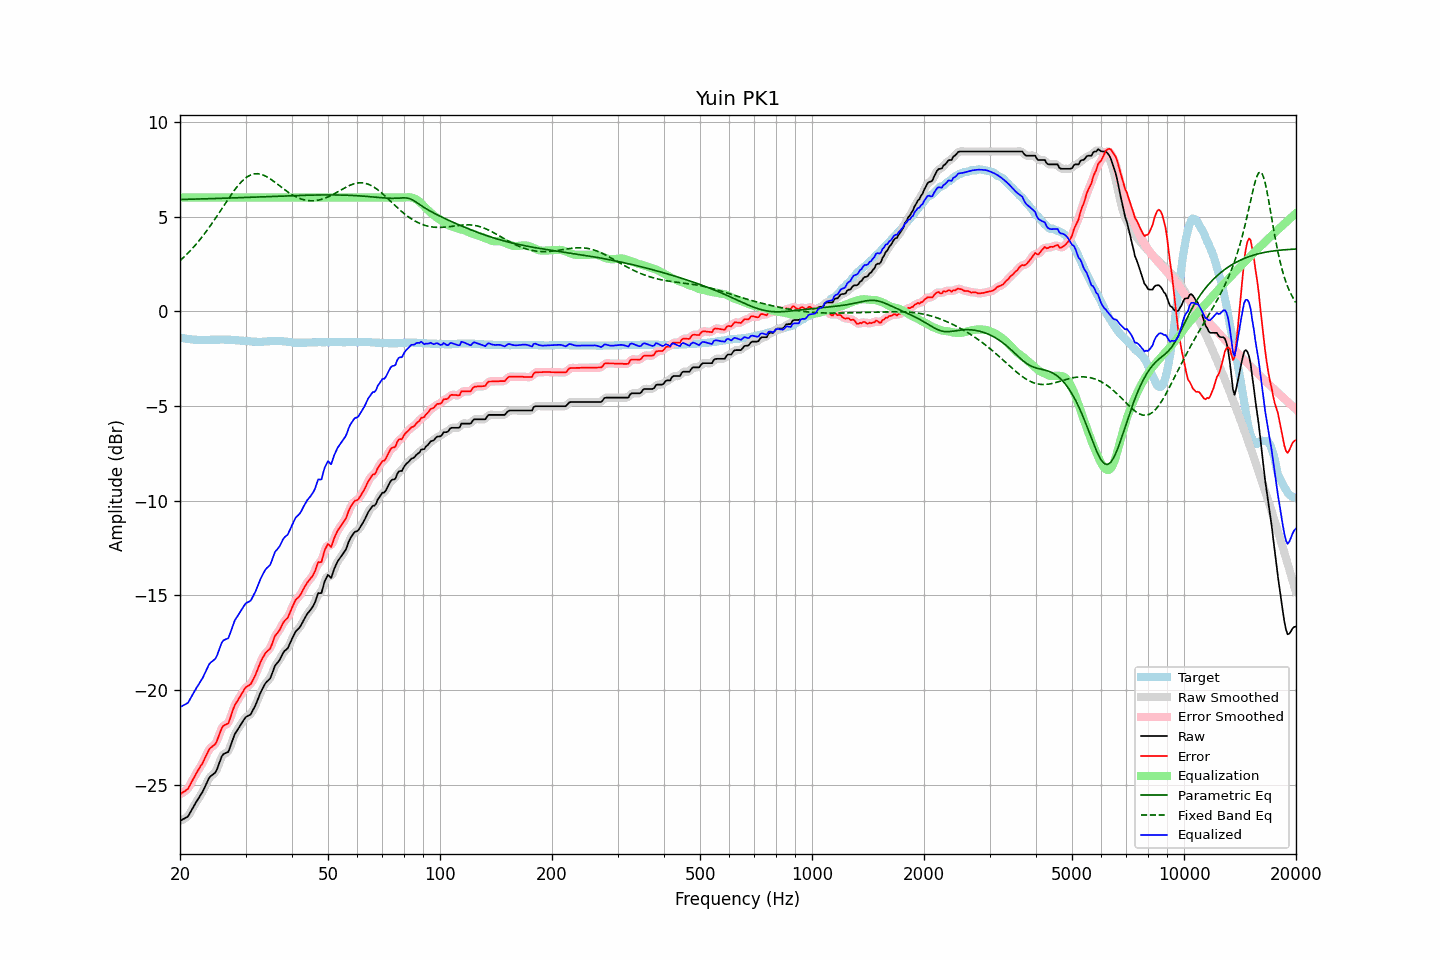 Yuin PK1
Amplitude (dBr)
10
5
0
−5
−10
−15
−20
−25
20
50
100
200
500
1000
2000
5000
10000
20000
Frequency (Hz)
Target
Raw Smoothed
Error Smoothed
Raw
Error
Equalization
Parametric Eq
Fixed Band Eq
Equalized